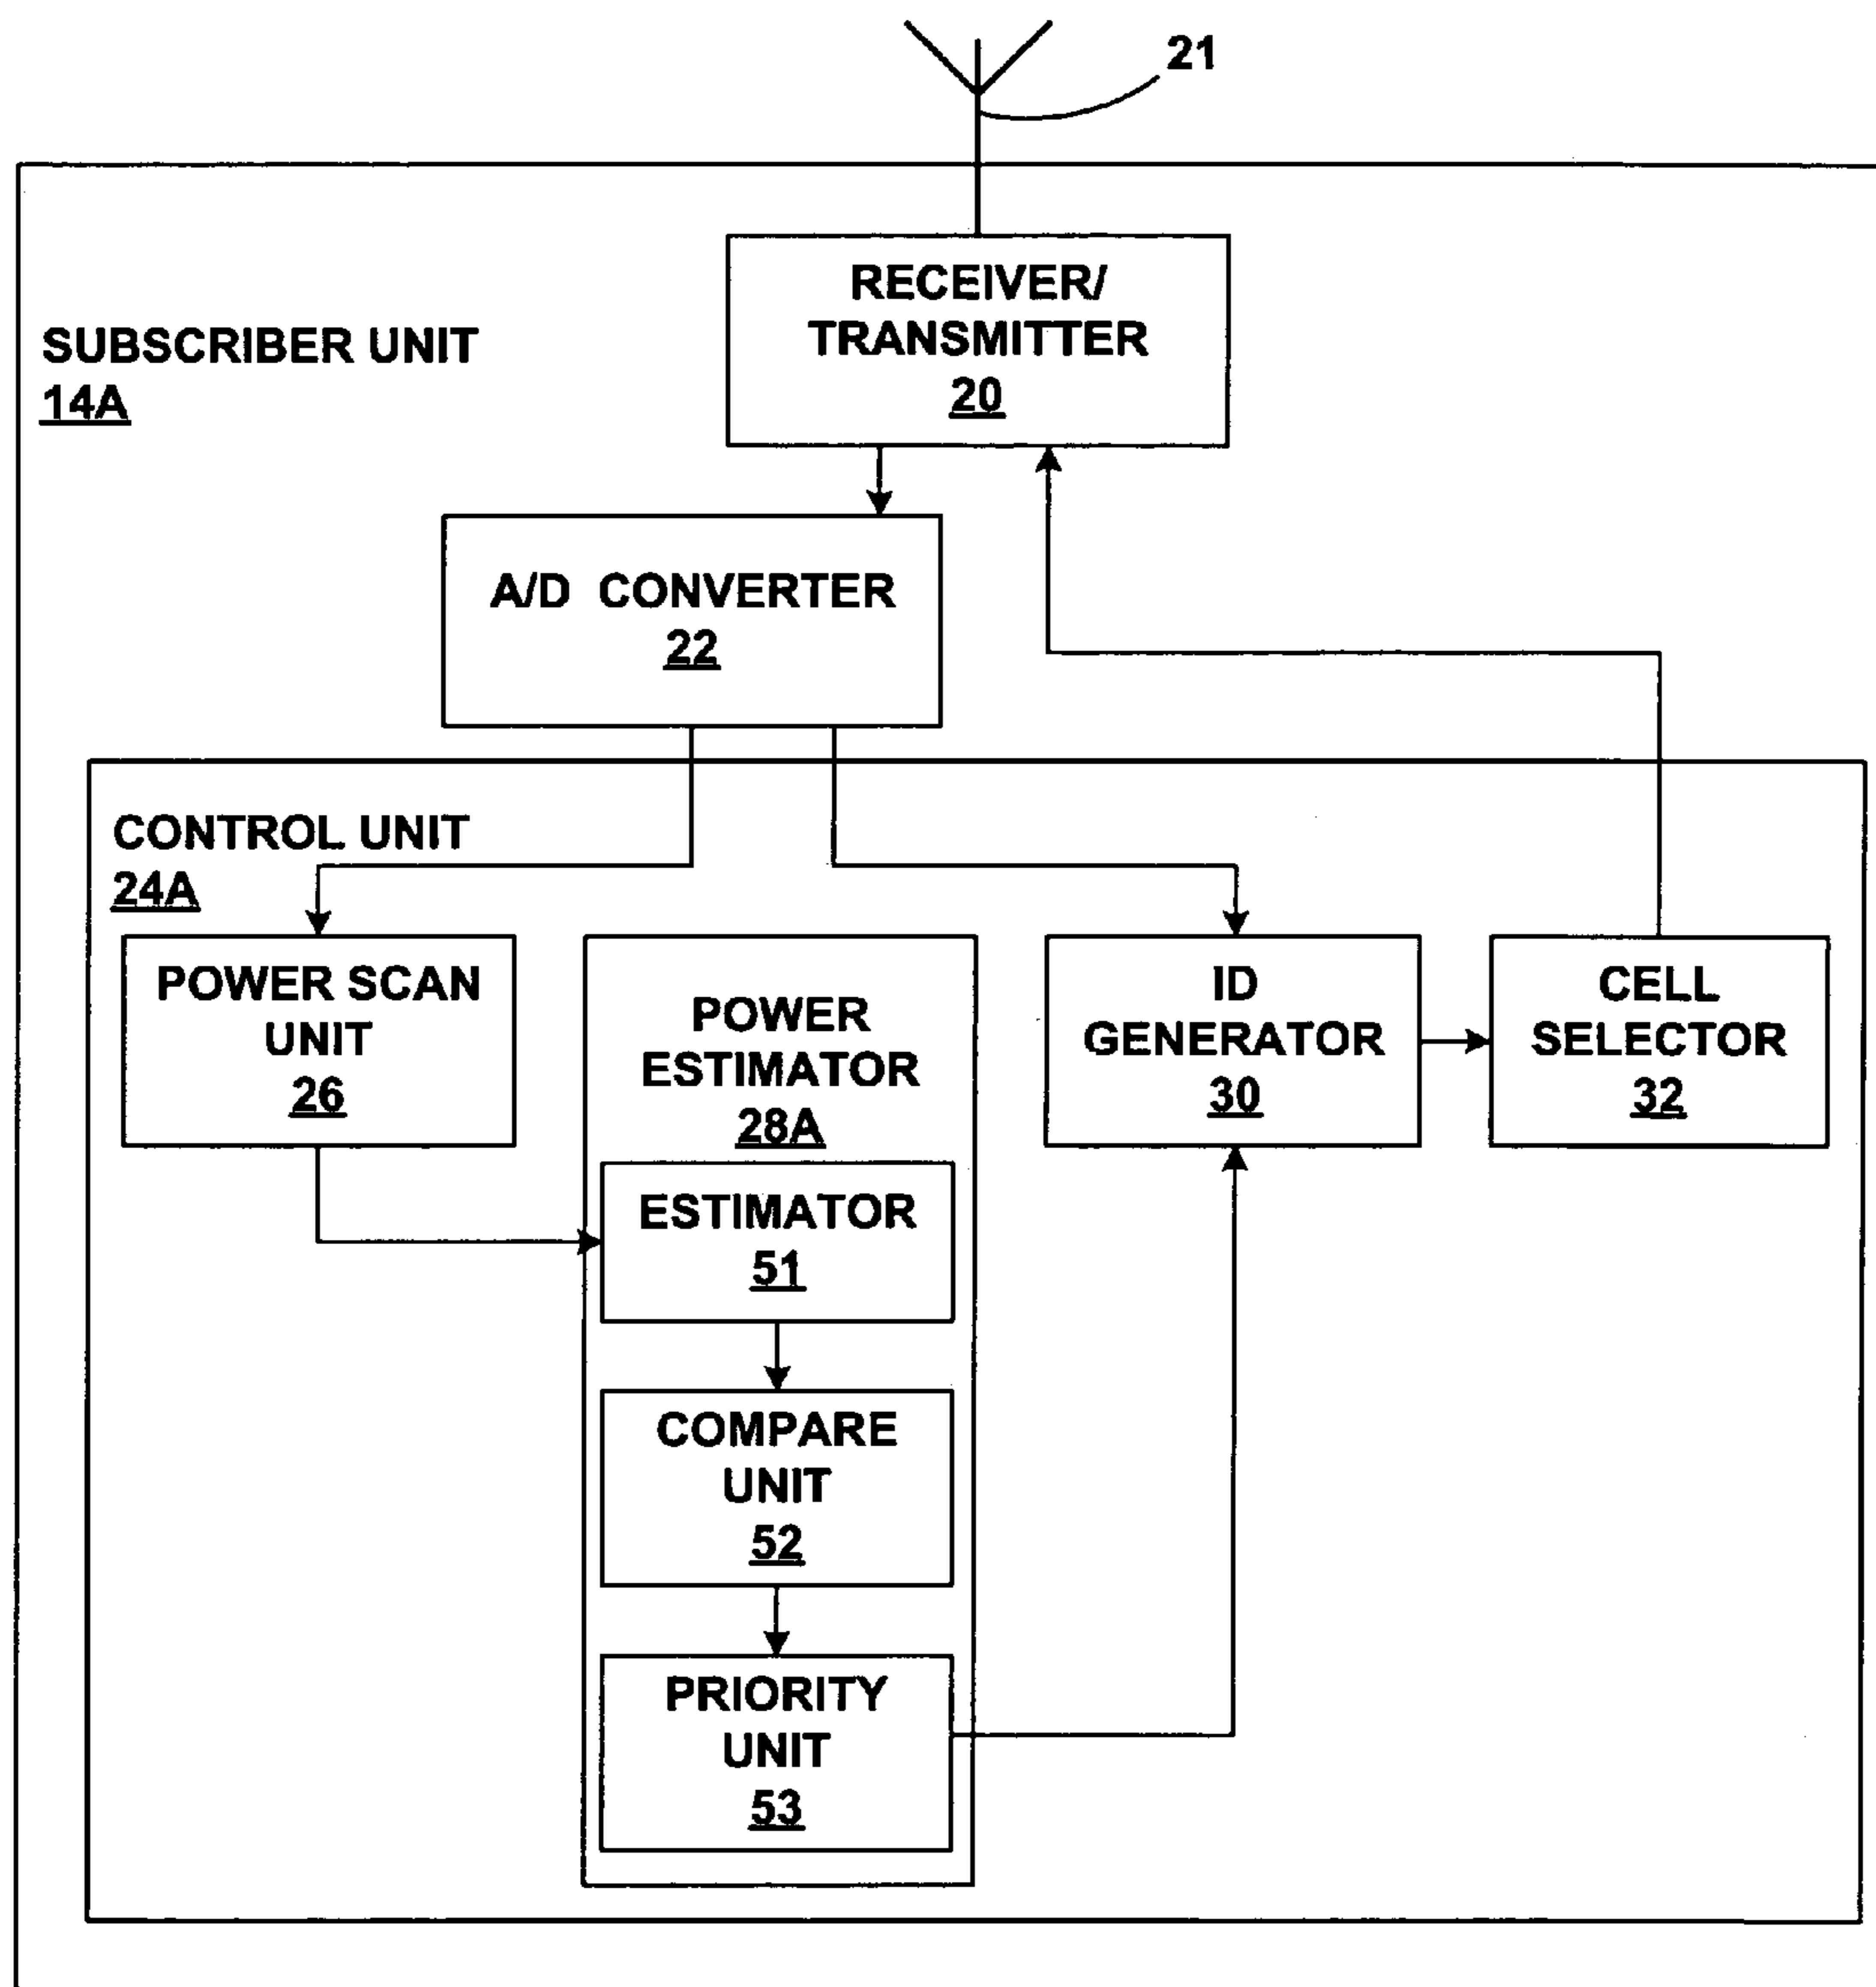 21
RECEIVER/
TRANSMITTER
20
SUBSCRIBER UNIT
14A
A/D CONVERTER
22
CONTROL UNIT
24A
POWER SCAN
UNIT
26
POWER
ESTIMATOR
28A
ESTIMATOR
51
COMPARE
UNIT
52
PRIORITY
UNIT
53
ID
GENERATOR
30
CELL
SELECTOR
32